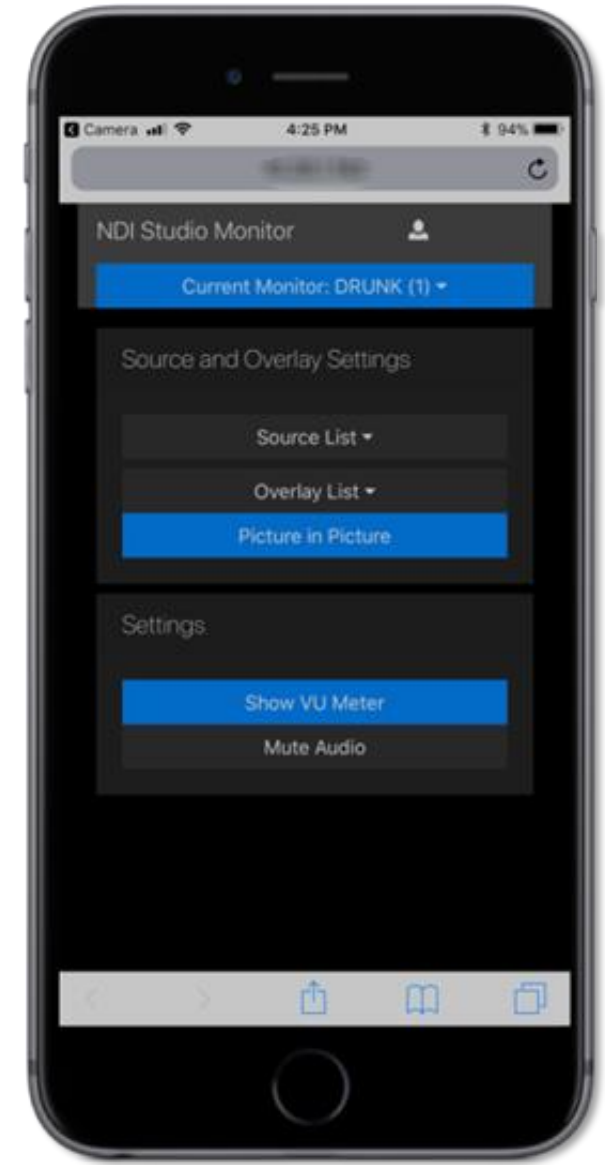 Camera 4:25 PM 94%
NDI Studio Monitor
Current Monitor: DRUNK (1)
Source and Overlay Settings
Source List
Overlay List
Picture in Picture
Settings
Show VU Meter
Mute Audio